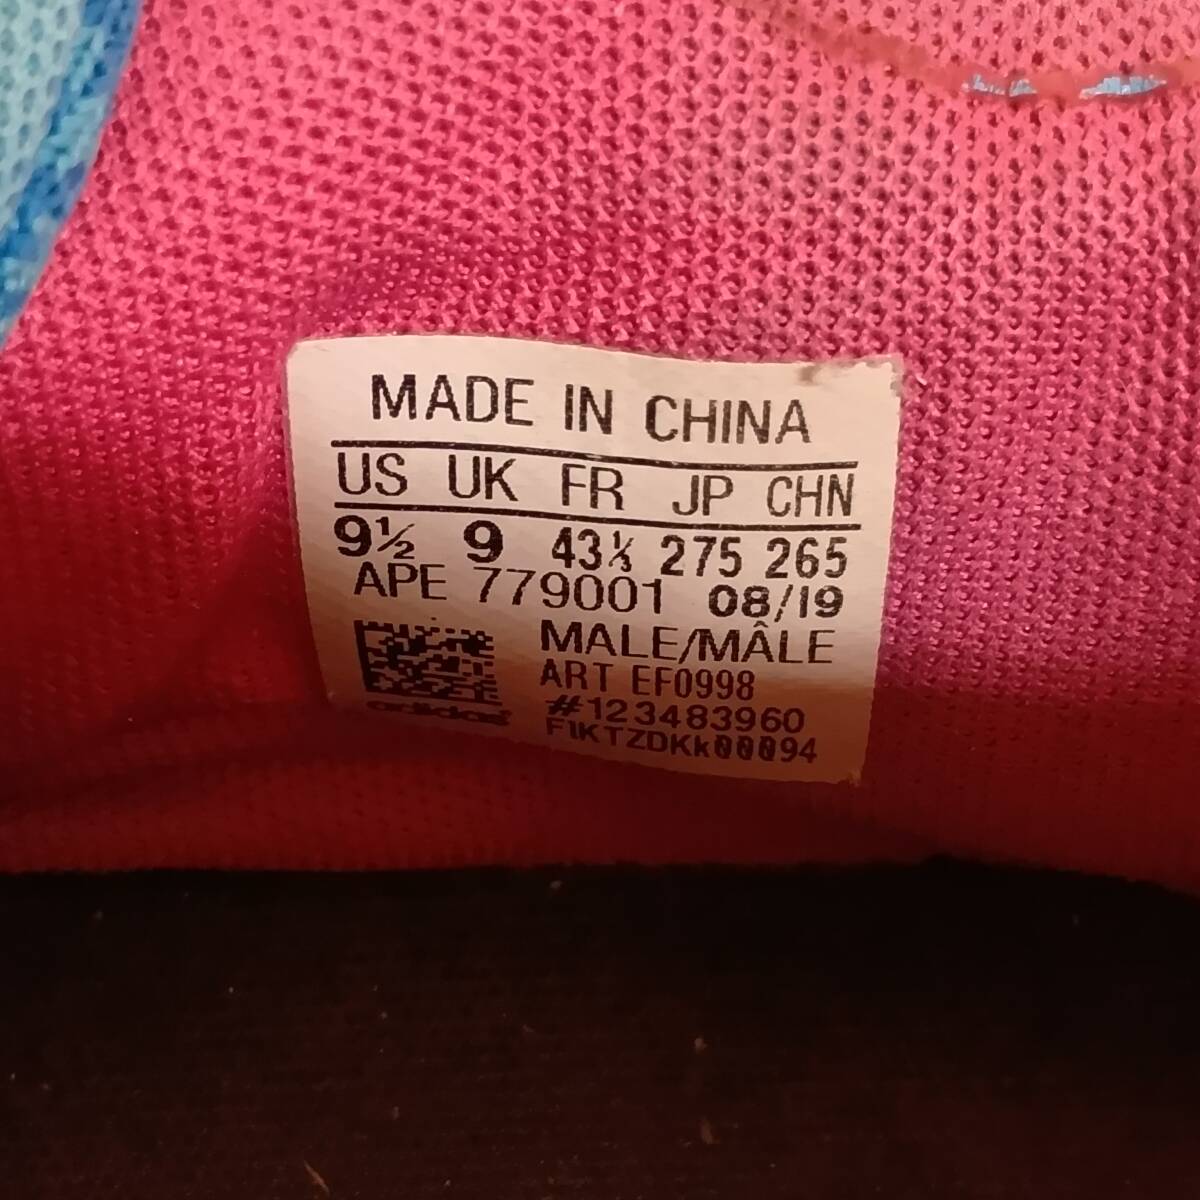 MADE IN CHINA
US UK FR JP CHN
9½ 9 43⅓ 275 265
APE 779001 08/19
MALE/MÂLE
ART EF0998
#123483960
adidas
F1KTZDKk00094